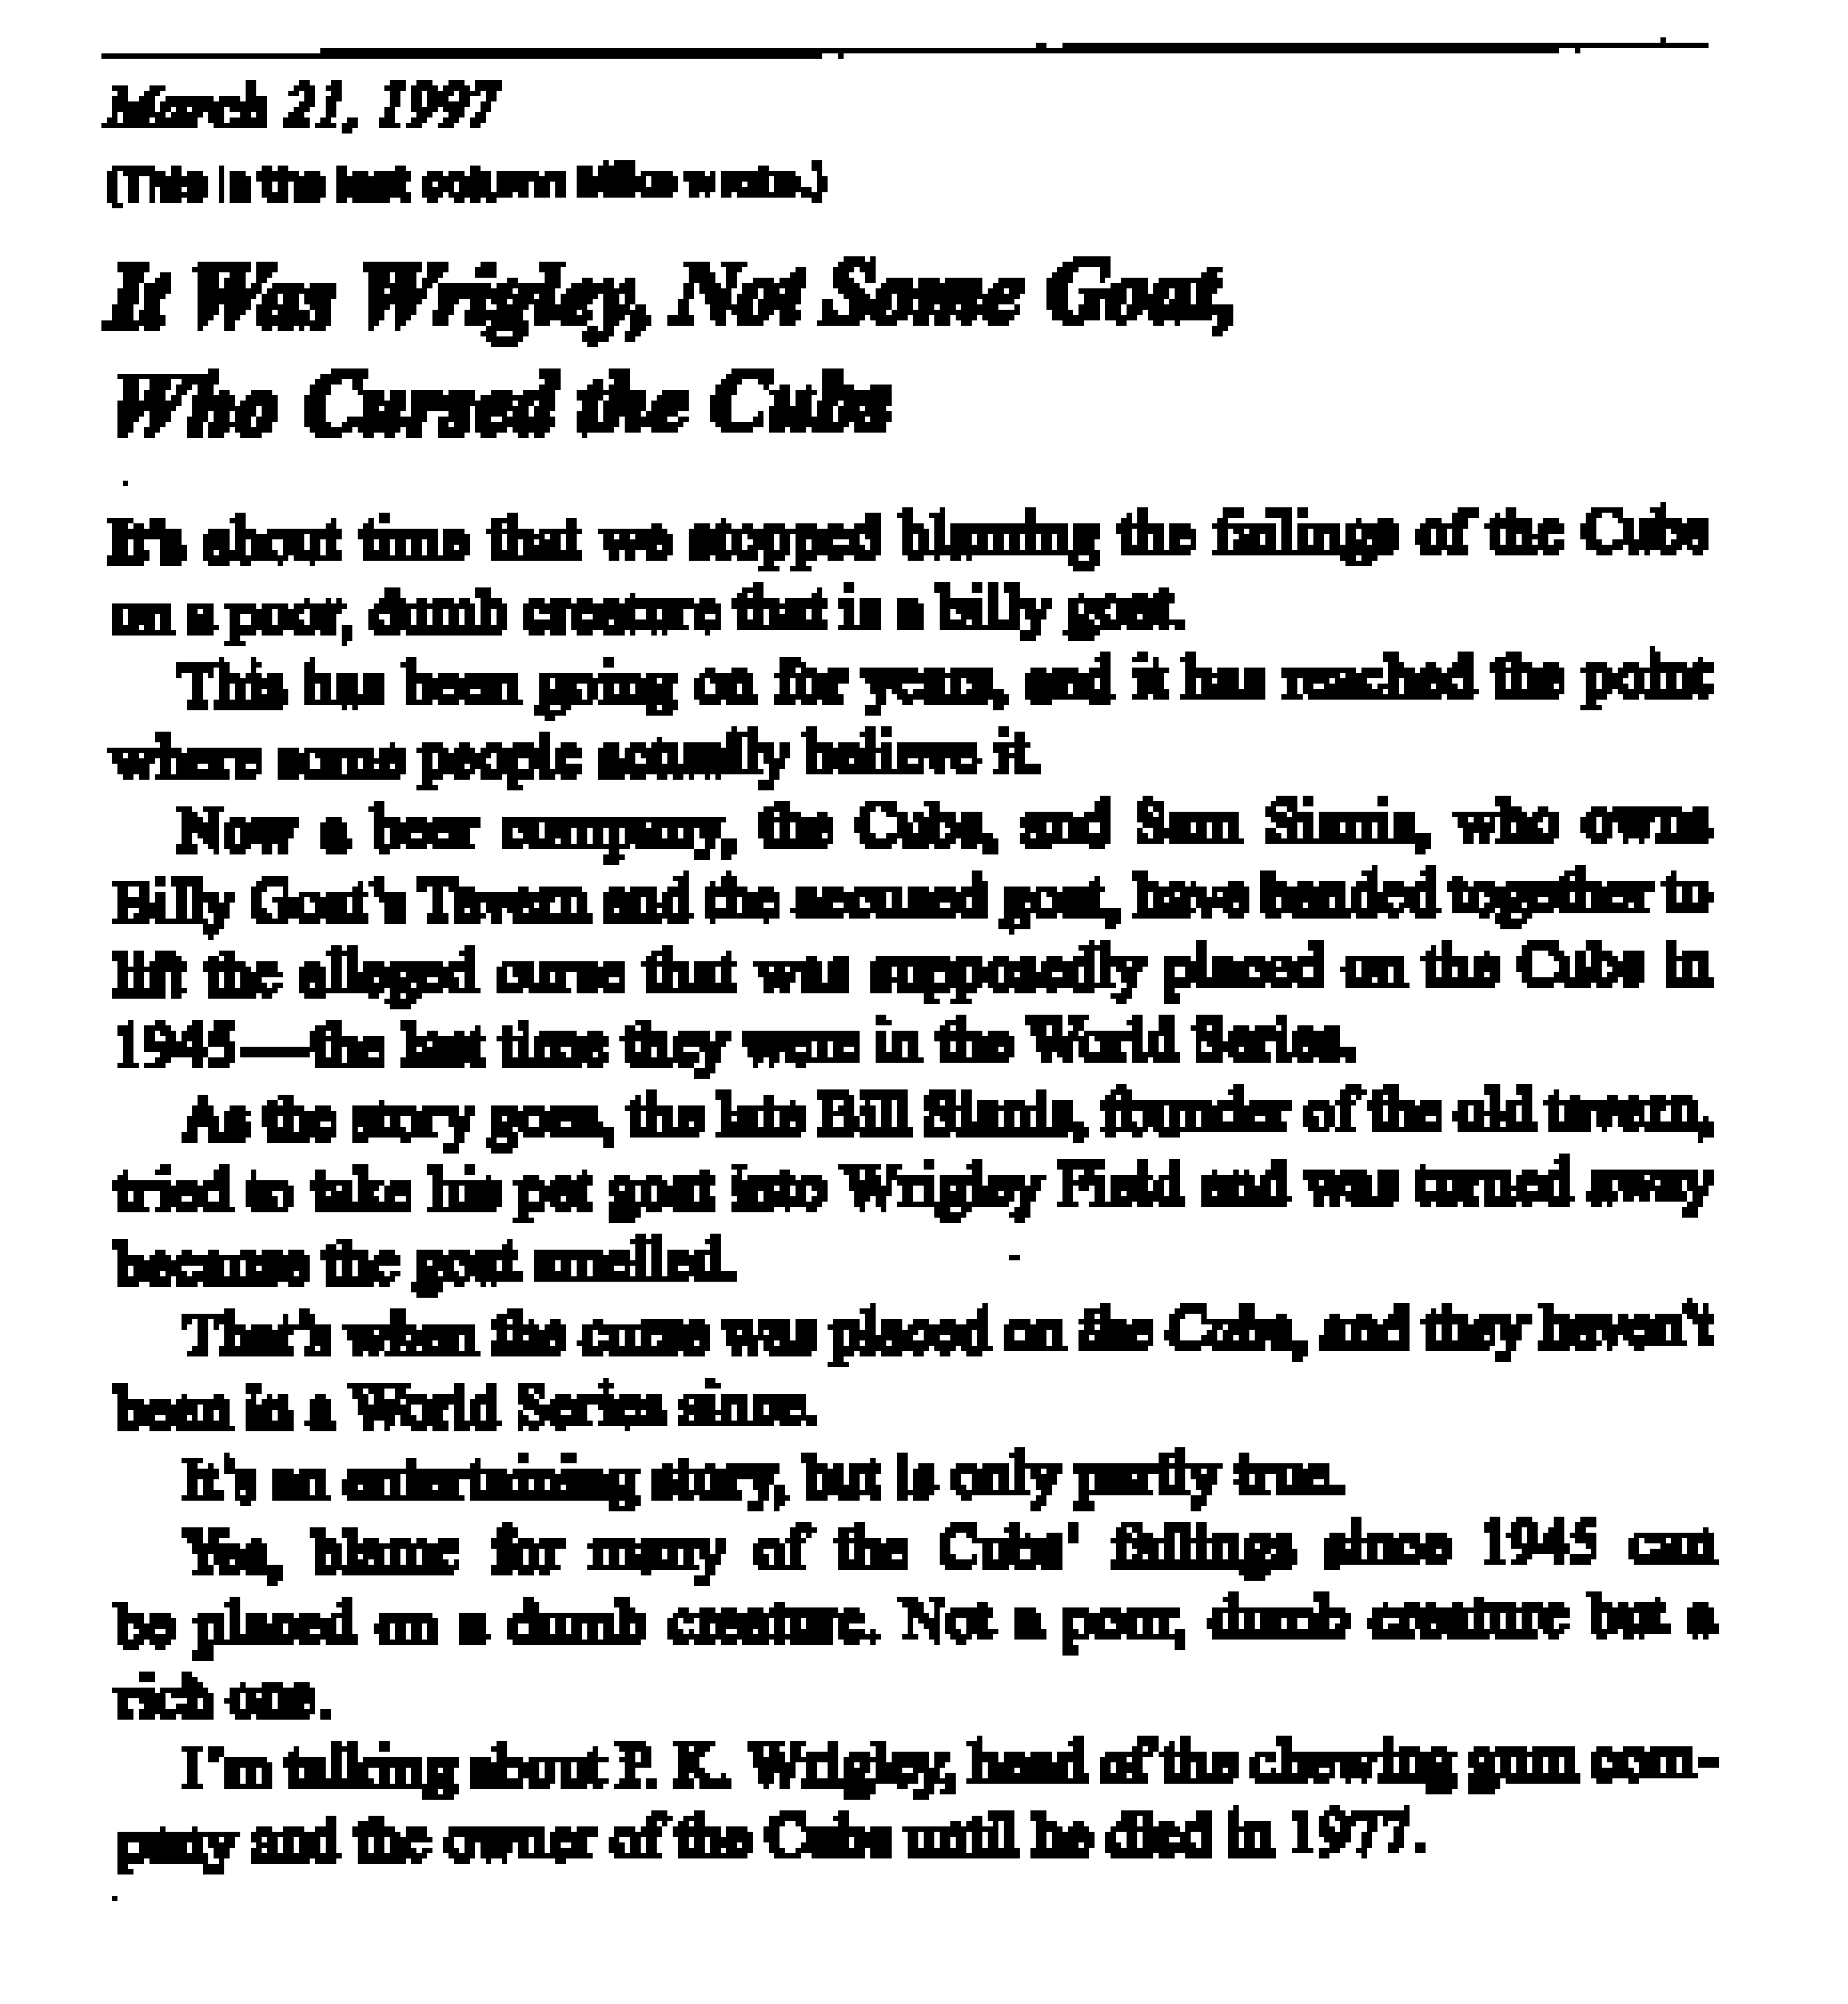 March 21, 1997
(This is the last column Mike wrote.)
It Was Wrigley, Not Some Goat,
Who Cursed the Cubs
It's about time that we stopped blaming the failings of the Cubs
on a poor, dumb creature that is a billy goat.
This has been going on for years, and it has reached the point
where some people actually believe it.
Now a beer company, the Cubs, and Sam Sianis, who owns
Billy Goat's Tavern and the accused goat, have banded together to
lift the alleged curse that was supposedly placed on the Cubs in
1945—the last time they were in the World Series.
As the story goes, the late Bill Sianis, founder of the old tavern,
tried to take his pet goat into Wrigley Field and was turned away
because the goat smelled.
That's when the curse was placed on the Cubs, and they haven't
been in a World Series since.
It's an entertaining story, but is only partly true.
Yes, blame for many of the Cubs' failings since 1945 can
be placed on a dumb creature. Not a poor, dumb creature but a
rich one.
I'm talking about P. K. Wrigley, head of the chewing gum com-
pany and the owner of the Cubs until he died in 1977.